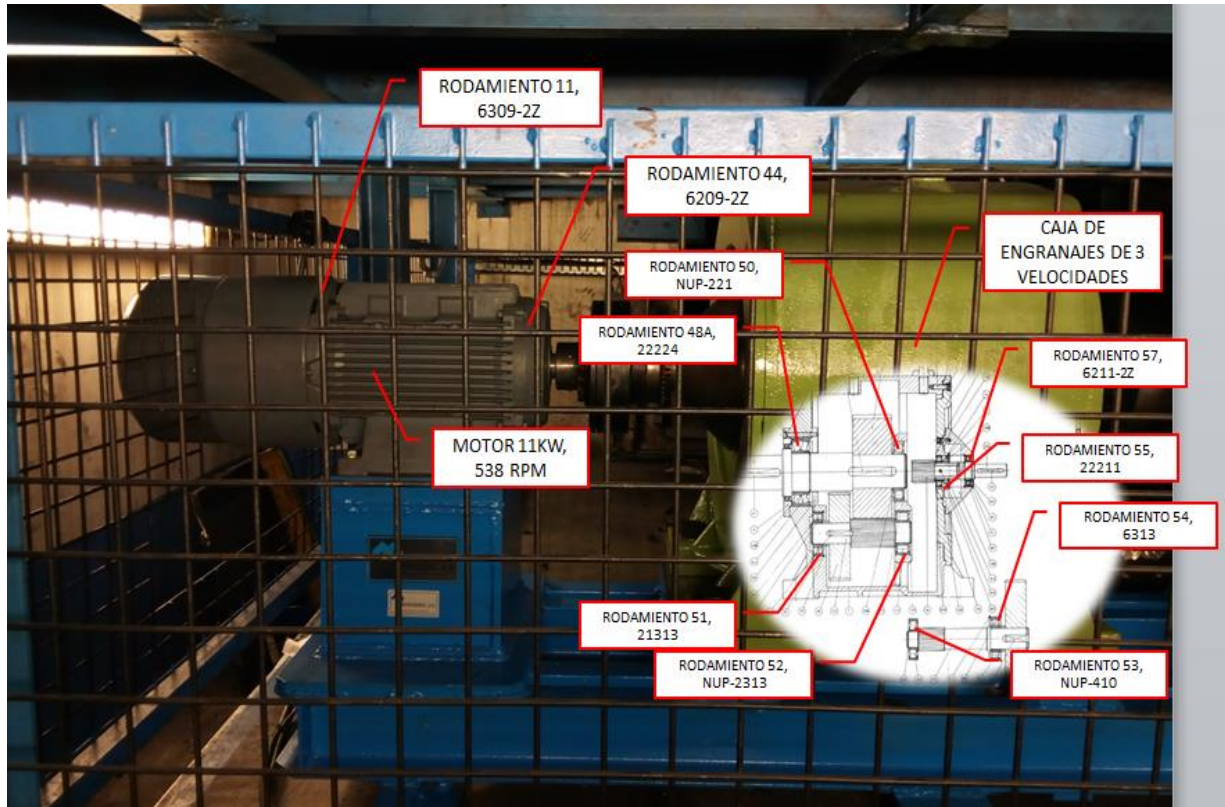 RODAMIENTO 11,
6309-2Z
RODAMIENTO 44,
6209-2Z
CAJA DE
ENGRANAJES DE 3
VELOCIDADES
RODAMIENTO 50,
NUP-221
RODAMIENTO 48A,
22224
RODAMIENTO 57,
6211-2Z
MOTOR 11KW,
538 RPM
RODAMIENTO 55,
22211
RODAMIENTO 54,
6313
RODAMIENTO 51,
21313
RODAMIENTO 52,
NUP-2313
RODAMIENTO 53,
NUP-410